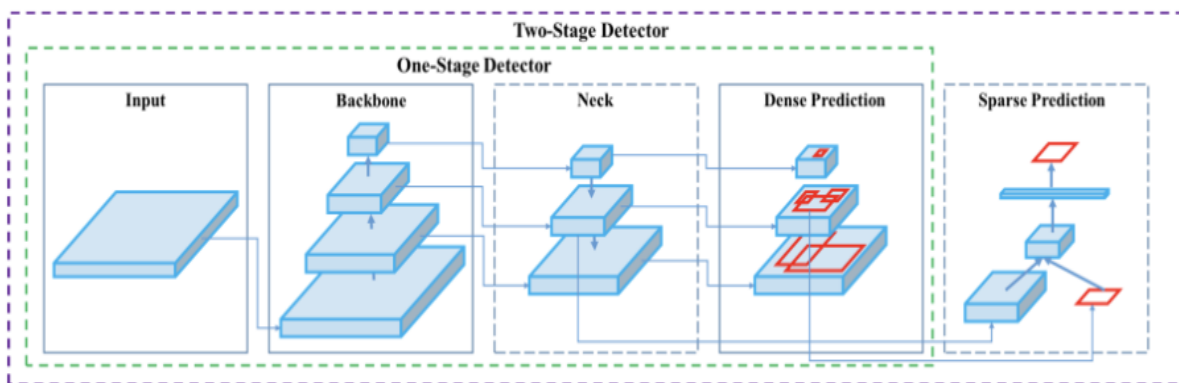 Two-Stage Detector
One-Stage Detector
Input
Backbone
Neck
Dense Prediction
Sparse Prediction